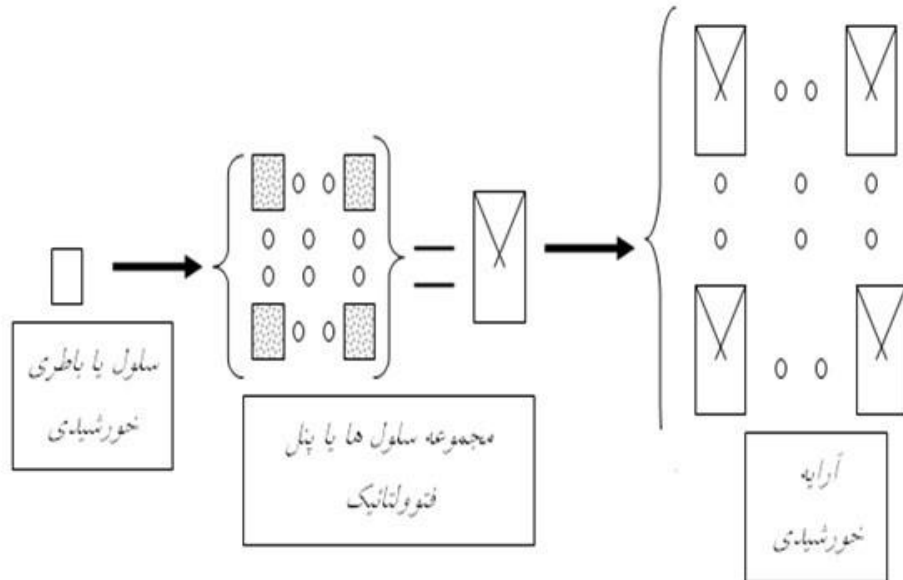 سلول یا باطری
خورشیدی
مجموعه سلول ها یا پنل
فتوولتائیک
آرایه
خورشیدی